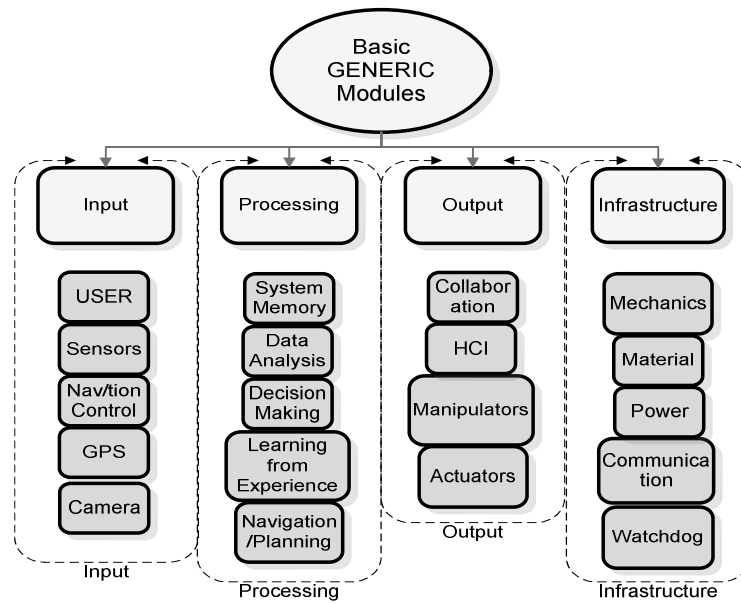 Basic
GENERIC
Modules
Input
Processing
Output
Infrastructure
USER
Sensors
Nav/tion
Control
GPS
Camera
Input
System
Memory
Data
Analysis
Decision
Making
Learning
from
Experience
Navigation
/Planning
Processing
Collabor
ation
HCI
Manipulators
Actuators
Output
Mechanics
Material
Power
Communica
tion
Watchdog
Infrastructure